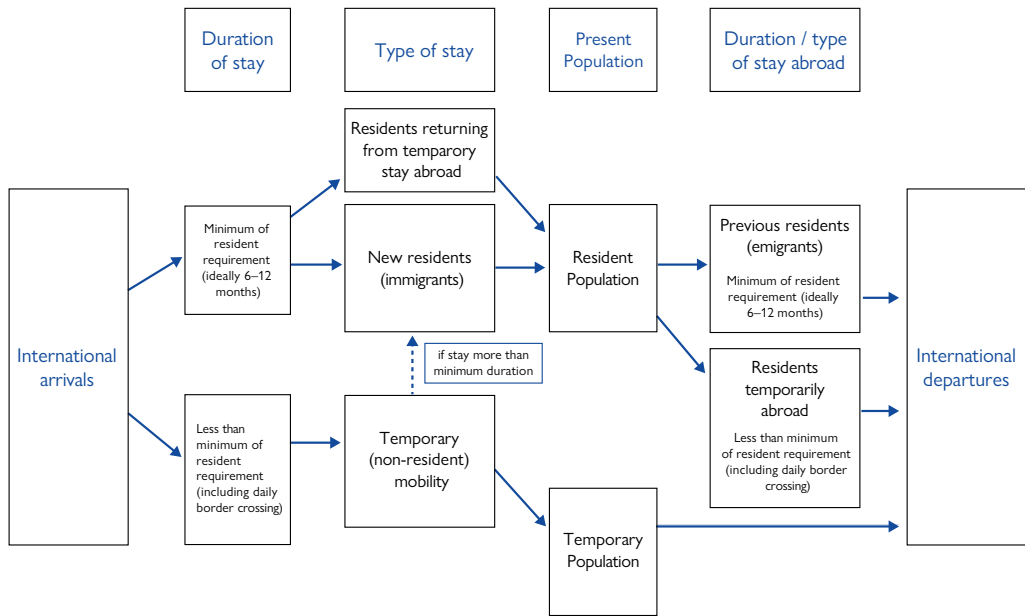 Duration
of stay
Type of stay
Present
Population
Duration / type
of stay abroad
Residents returning
from temparory
stay abroad
International
arrivals
Minimum of
resident
requirement
(ideally 6–12
months)
New residents
(immigrants)
Resident
Population
Previous residents
(emigrants)
Minimum of resident
requirement (ideally
6–12 months)
International
departures
if stay more than
minimum duration
Less than
minimum of
resident
requirement
(including daily
border crossing)
Temporary
(non-resident)
mobility
Residents
temporarily
abroad
Less than minimum
of resident requirement
(including daily border
crossing)
Temporary
Population